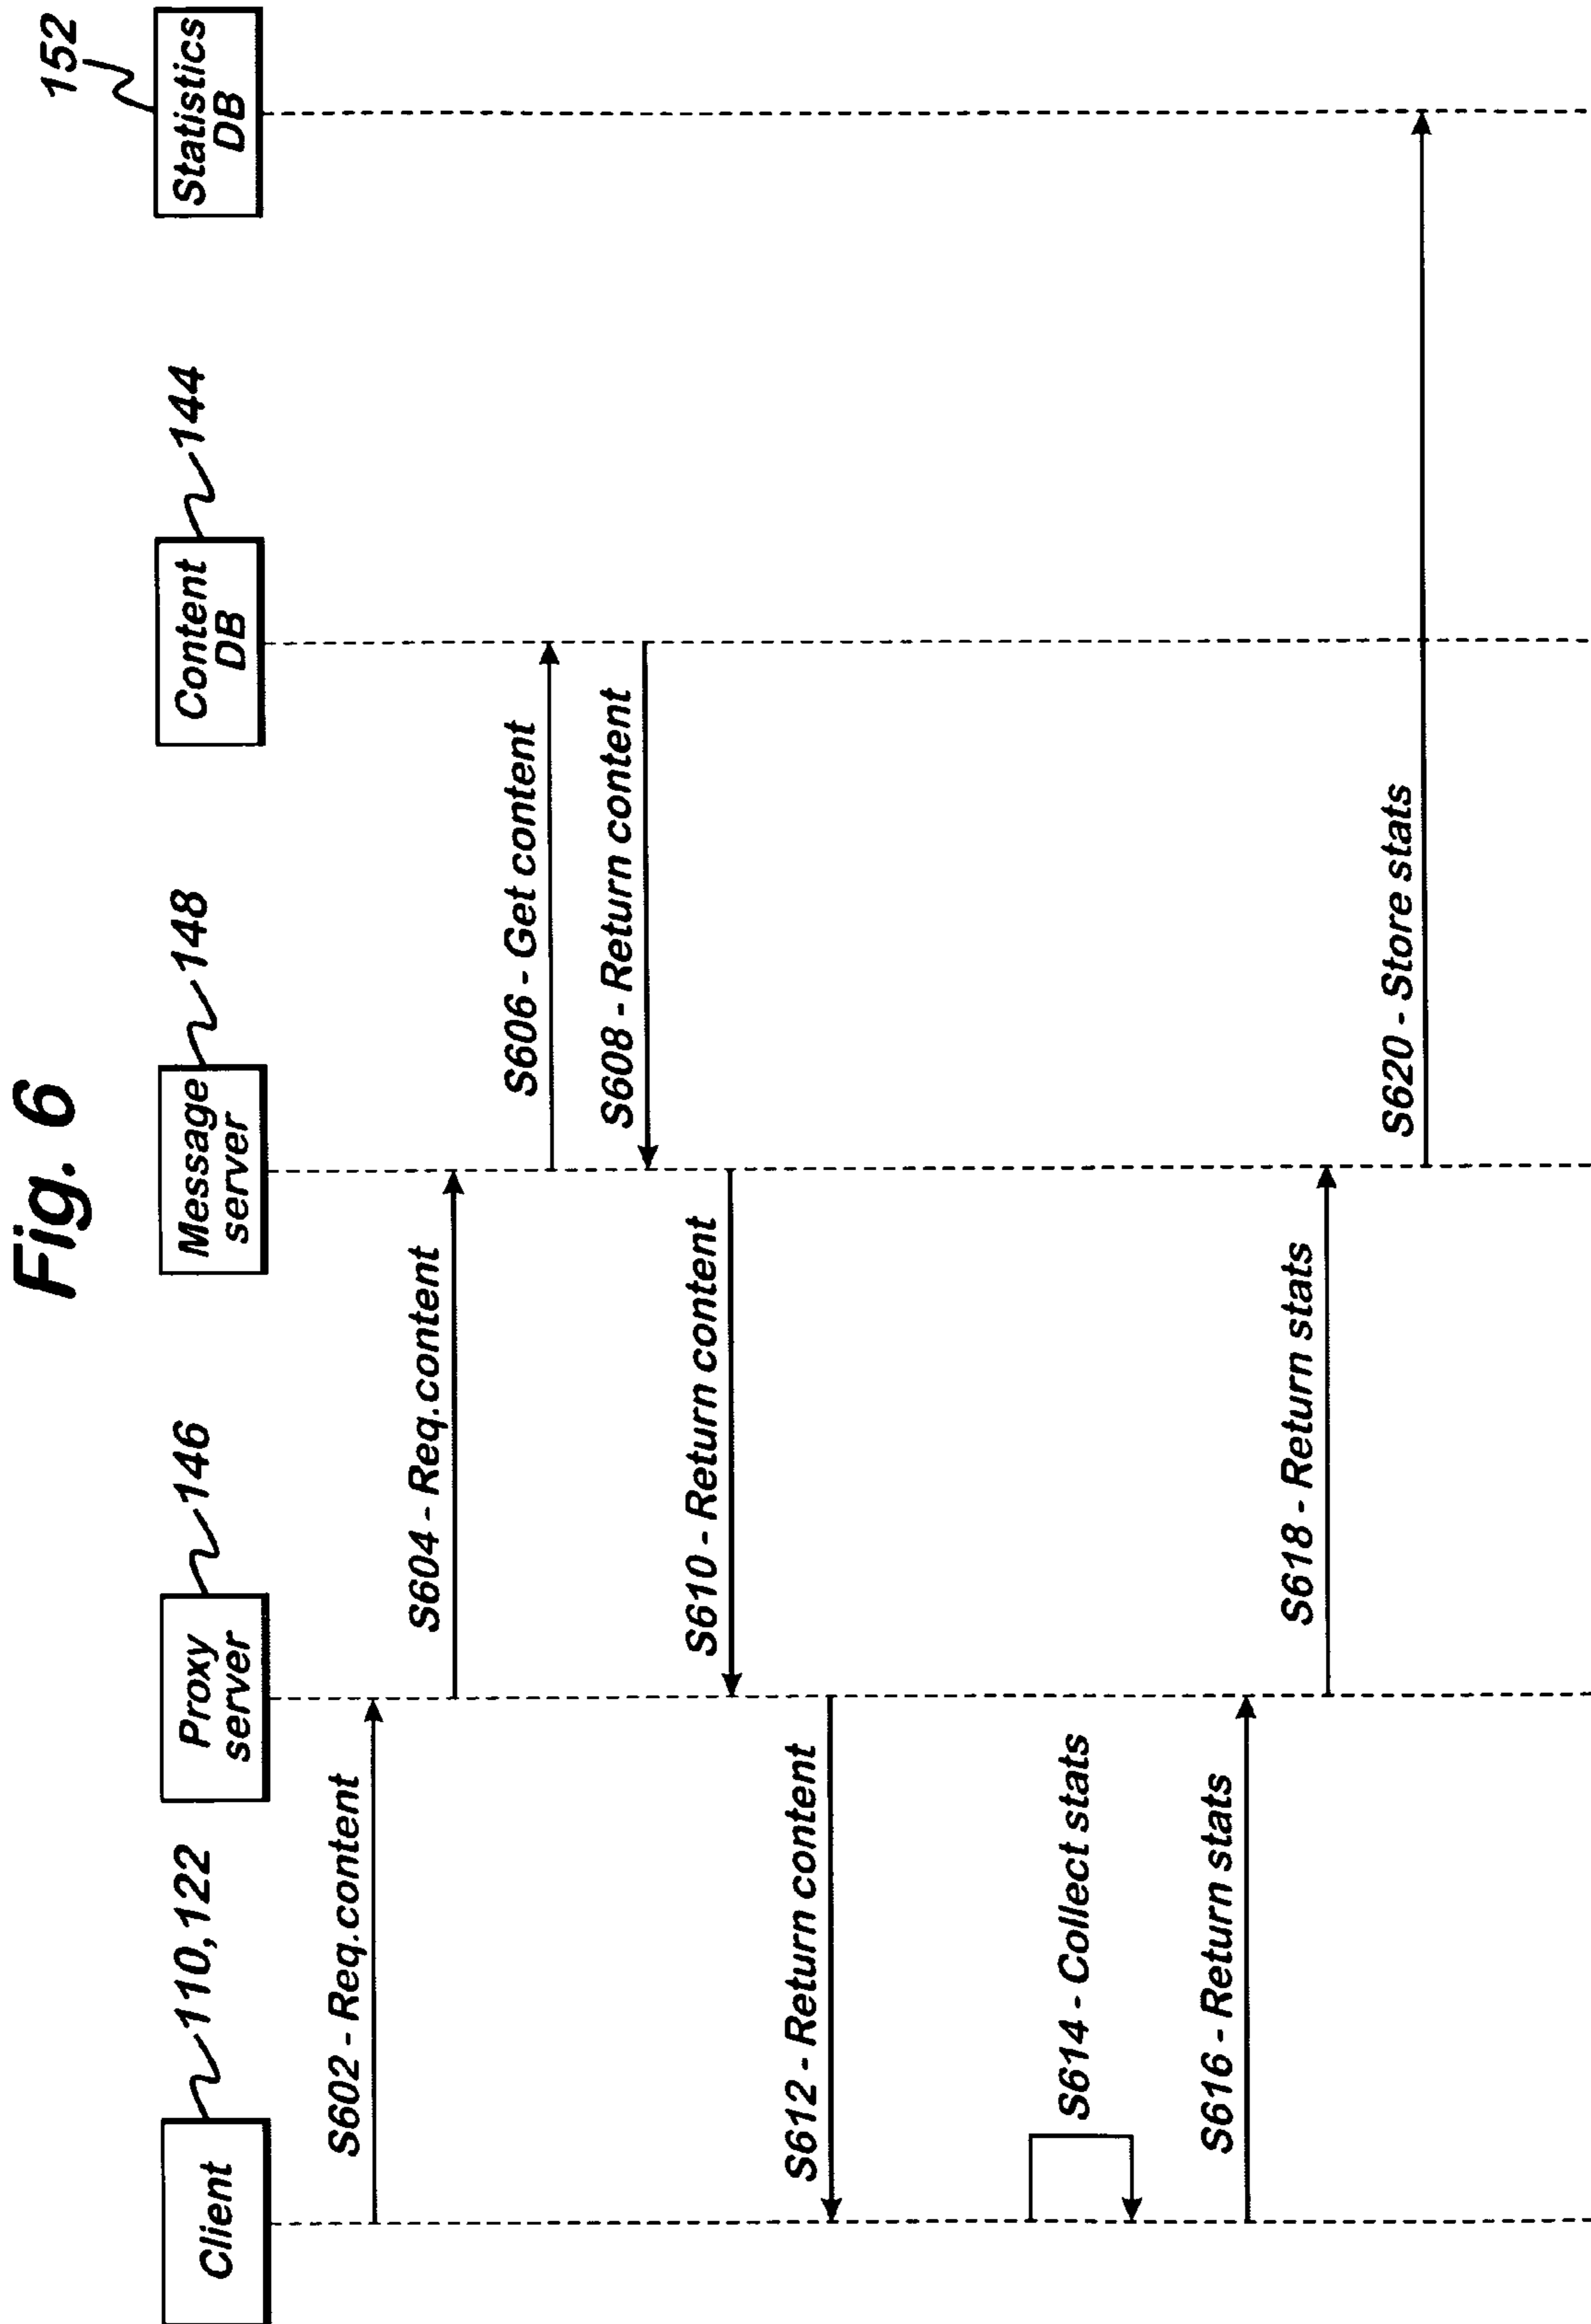 Fig. 6
Client
110,122
Proxy
server
146
Message
server
148
Content
DB
144
Statistics
DB
152
S602 - Req.content
S604 - Req.content
S606 - Get content
S608 - Return content
S610 - Return content
S612 - Return content
S614 - Collect stats
S616 - Return stats
S618 - Return stats
S620 - Store stats